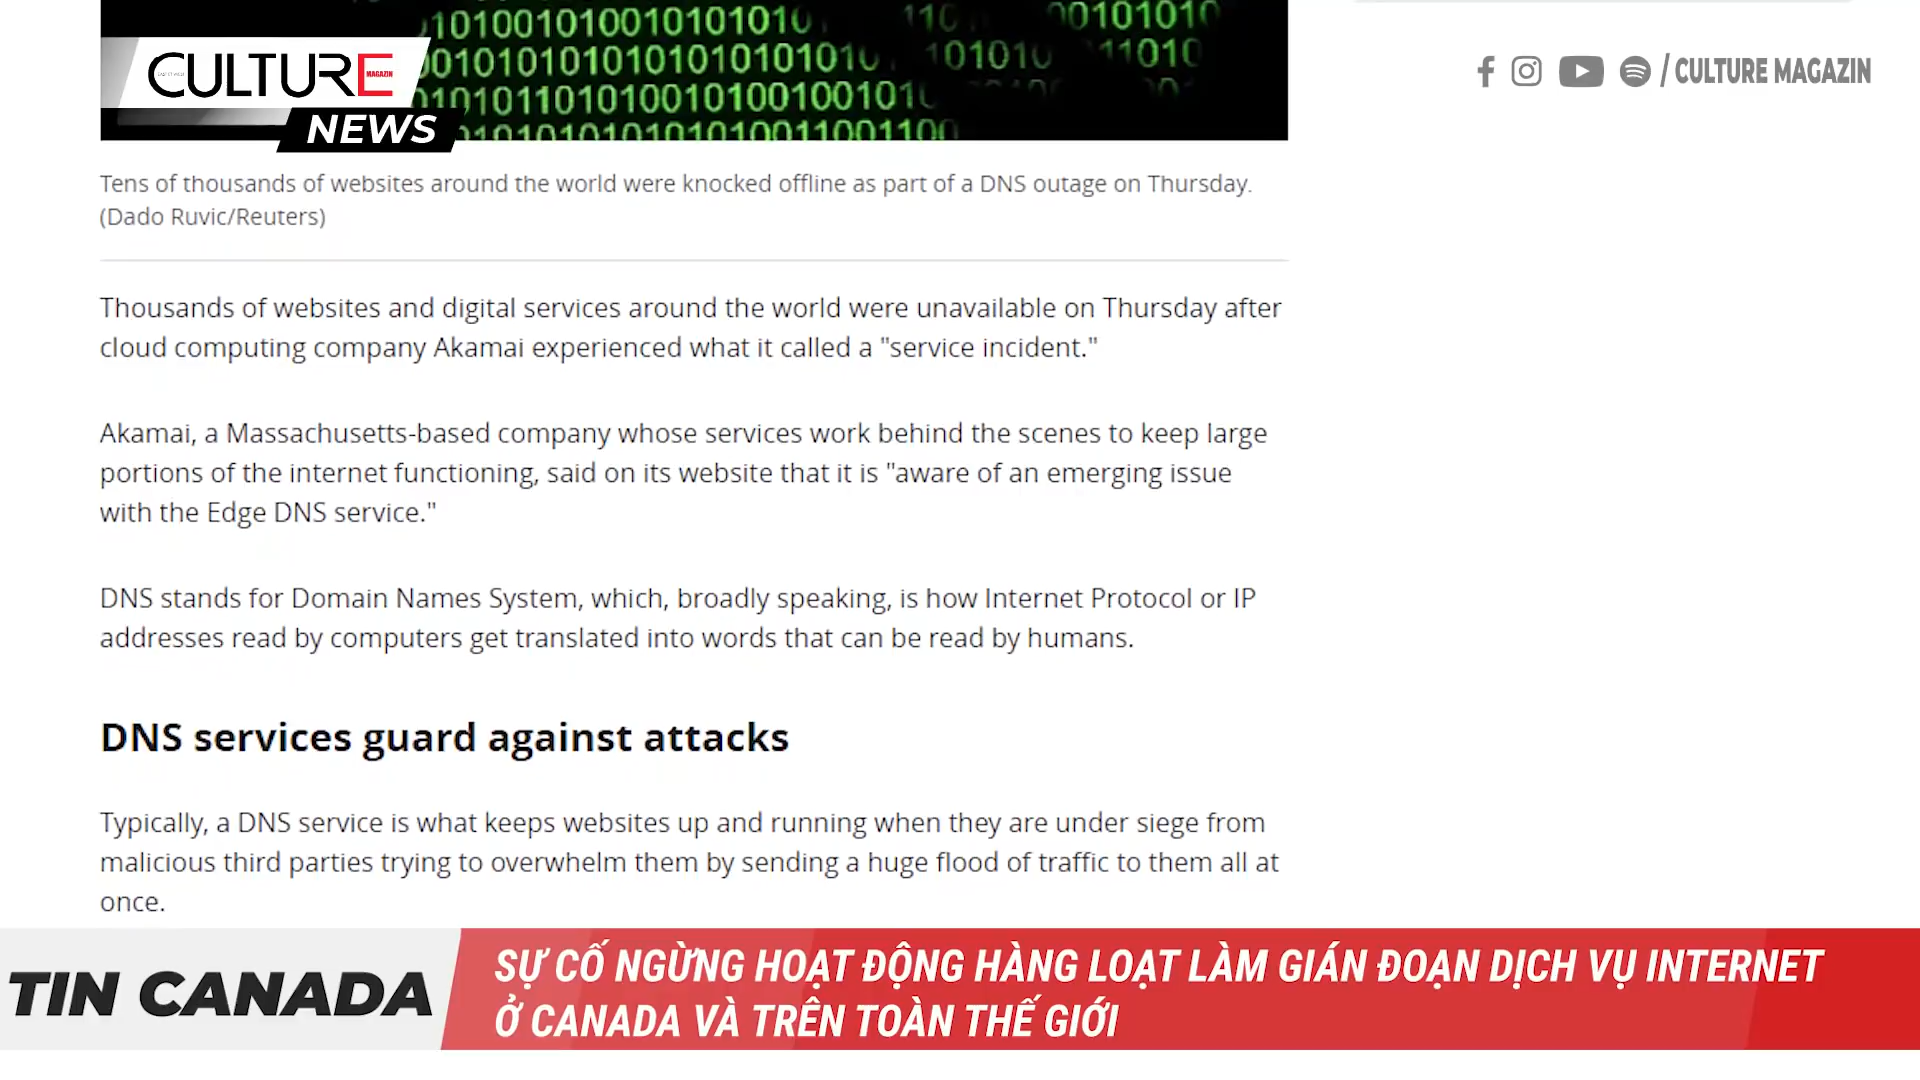 CULTURE
MAGAZIN
NEWS
/ CULTURE MAGAZIN
Tens of thousands of websites around the world were knocked offline as part of a DNS outage on Thursday.
(Dado Ruvic/Reuters)
Thousands of websites and digital services around the world were unavailable on Thursday after
cloud computing company Akamai experienced what it called a "service incident."
Akamai, a Massachusetts-based company whose services work behind the scenes to keep large
portions of the internet functioning, said on its website that it is "aware of an emerging issue
with the Edge DNS service."
DNS stands for Domain Names System, which, broadly speaking, is how Internet Protocol or IP
addresses read by computers get translated into words that can be read by humans.
DNS services guard against attacks
Typically, a DNS service is what keeps websites up and running when they are under siege from
malicious third parties trying to overwhelm them by sending a huge flood of traffic to them all at
once.
TIN CANADA
SỰ CỐ NGỪNG HOẠT ĐỘNG HÀNG LOẠT LÀM GIÁN ĐOẠN DỊCH VỤ INTERNET
Ở CANADA VÀ TRÊN TOÀN THẾ GIỚI